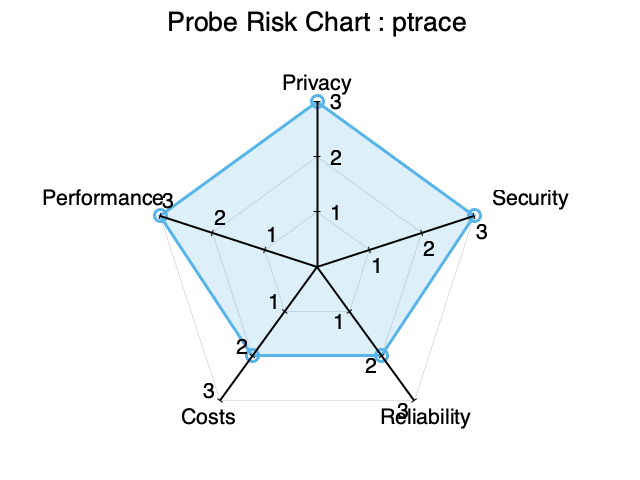 Probe Risk Chart : ptrace
Privacy
3
2
1
Performance
3
2
1
Security
1
2
3
1
2
3
Costs
1
2
3
Reliability